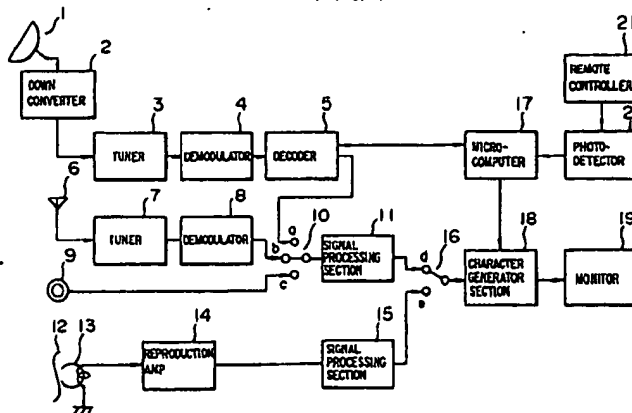 1
2
DOWN
CONVERTER
3
4
5
17
21
REMOTE
CONTROLLER
TUNER
DEMODULATOR
DECODER
MICRO-
COMPUTER
PHOTO-
DETECTOR
2
6
7
8
a
b
c
10
11
TUNER
DEMODULATOR
SIGNAL
PROCESSING
SECTION
d
e
16
18
19
CHARACTER
GENERATOR
SECTION
MONITOR
9
12
13
14
15
REPRODUCTION
AMP
SIGNAL
PROCESSING
SECTION